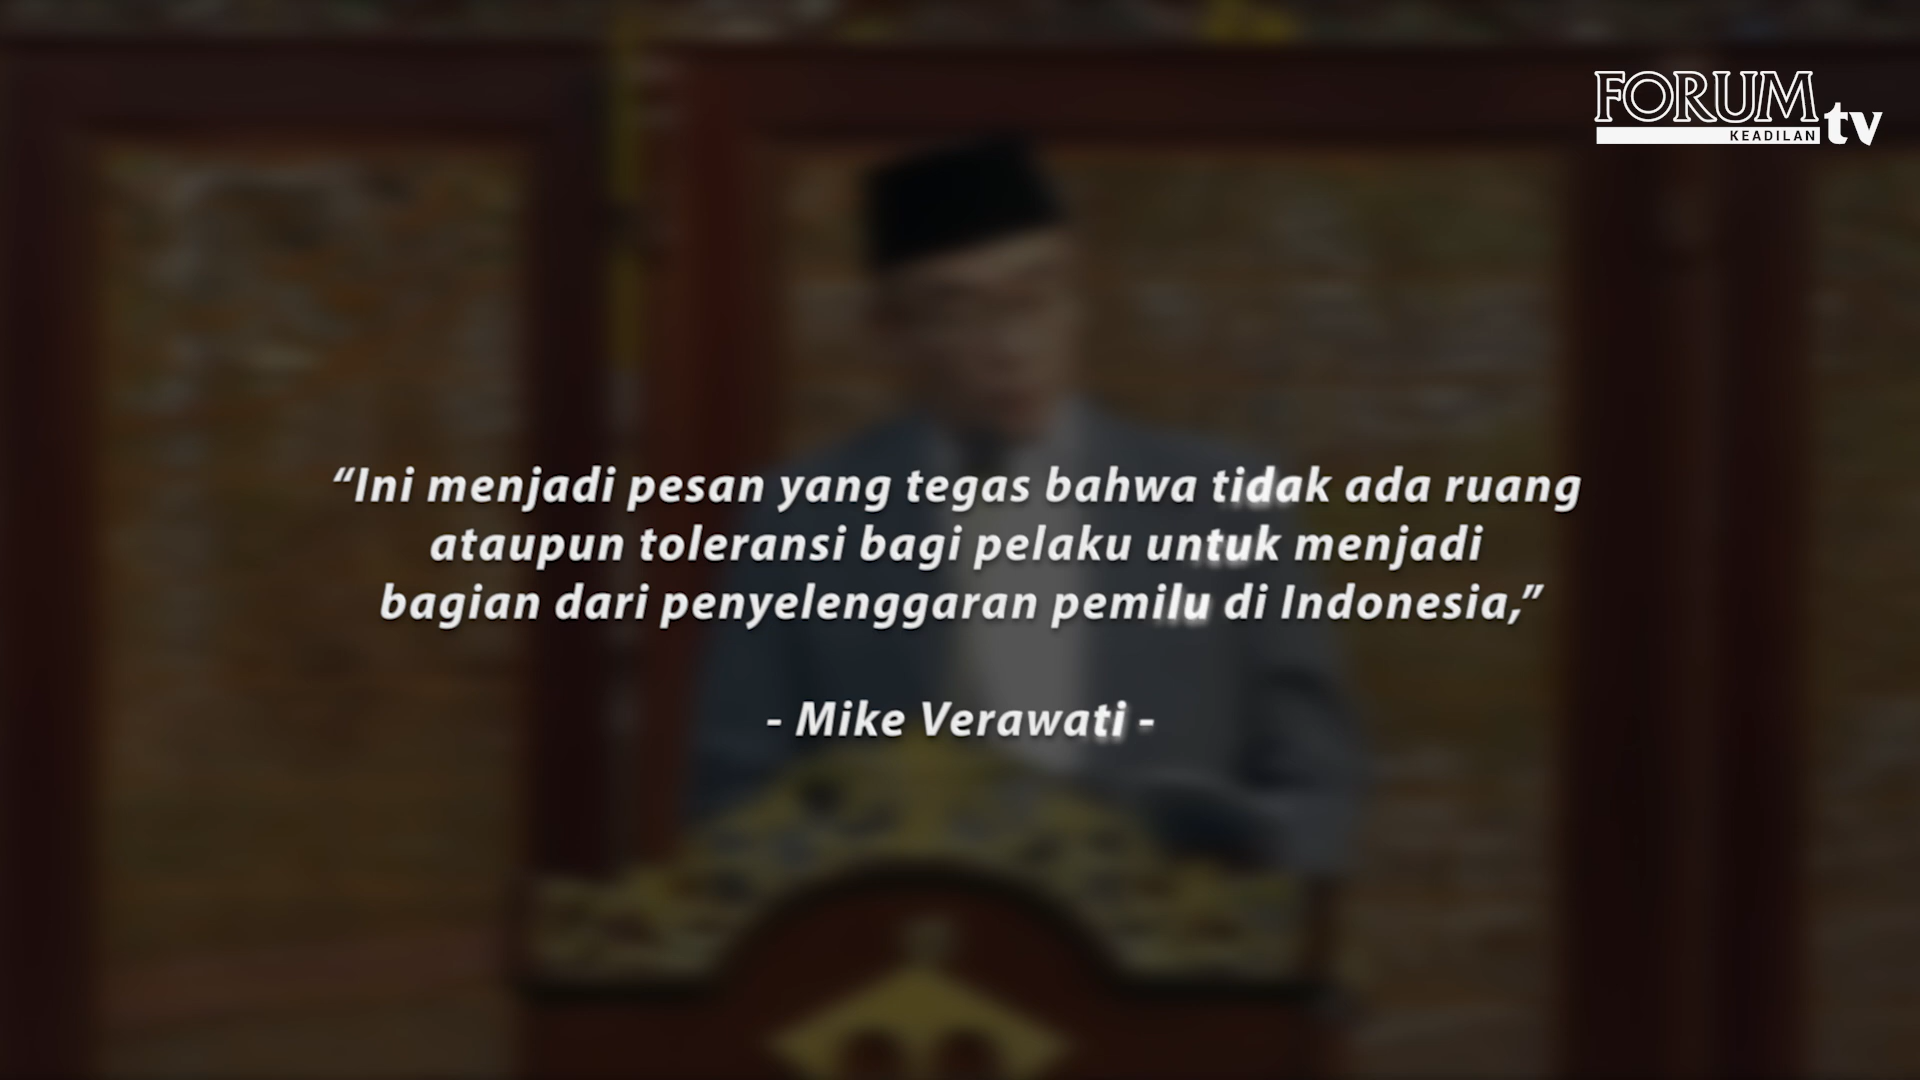 FORUM
KEADILAN
tv
“Ini menjadi pesan yang tegas bahwa tidak ada ruang
ataupun toleransi bagi pelaku untuk menjadi
bagian dari penyelenggaran pemilu di Indonesia,”
- Mike Verawati -